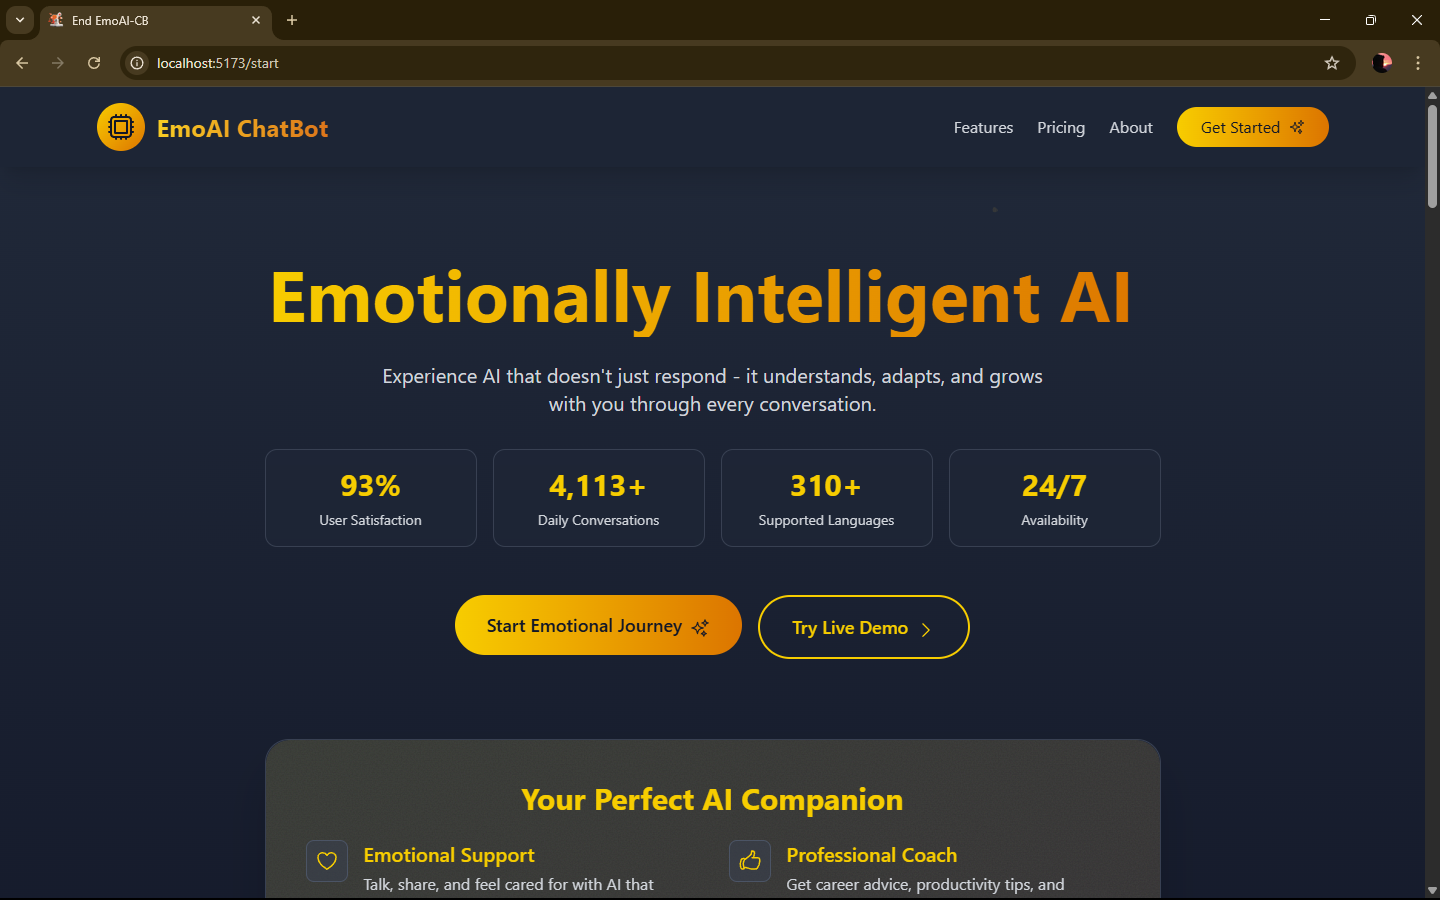 End EmoAI-CB
localhost:5173/start
EmoAI ChatBot
Features
Pricing
About
Get Started
Emotionally Intelligent AI
Experience AI that doesn't just respond - it understands, adapts, and grows
with you through every conversation.
93%
User Satisfaction
4,113+
Daily Conversations
310+
Supported Languages
24/7
Availability
Start Emotional Journey
Try Live Demo
Your Perfect AI Companion
Emotional Support
Talk, share, and feel cared for with AI that
Professional Coach
Get career advice, productivity tips, and